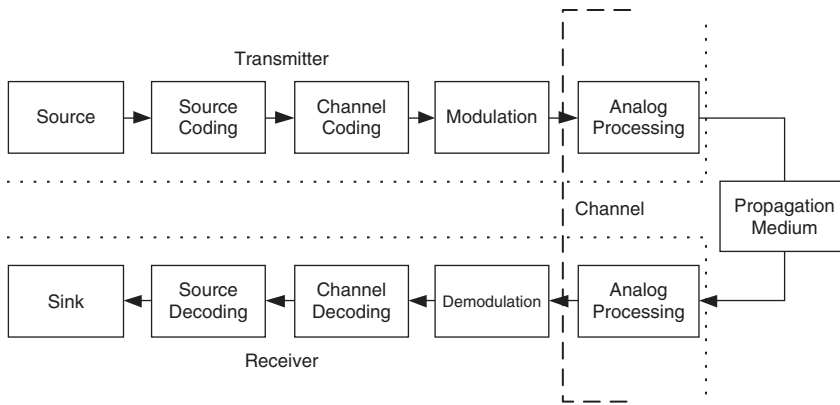 Transmitter
Source
Source
Coding
Channel
Coding
Modulation
Analog
Processing
Channel
Propagation
Medium
Sink
Source
Decoding
Channel
Decoding
Demodulation
Analog
Processing
Receiver